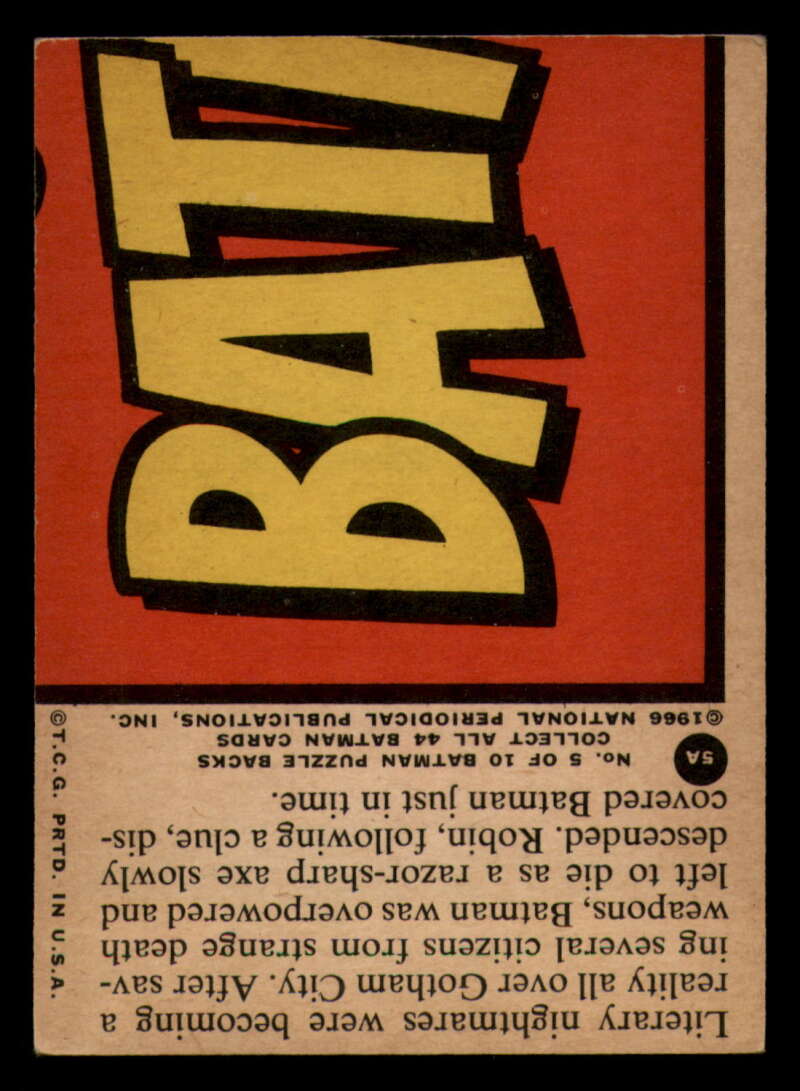 Literary nightmares were becoming a
reality all over Gotham City. After sav-
ing several citizens from strange death
weapons, Batman was overpowered and
left to die as a razor-sharp axe slowly
descended. Robin, following a clue, dis-
covered Batman just in time.
5A
No. 5 OF 10 BATMAN PUZZLE BACKS
COLLECT ALL 44 BATMAN CARDS
©1966 NATIONAL PERIODICAL PUBLICATIONS, INC.
© T.C.G. PRTD. IN U.S.A.
BAT